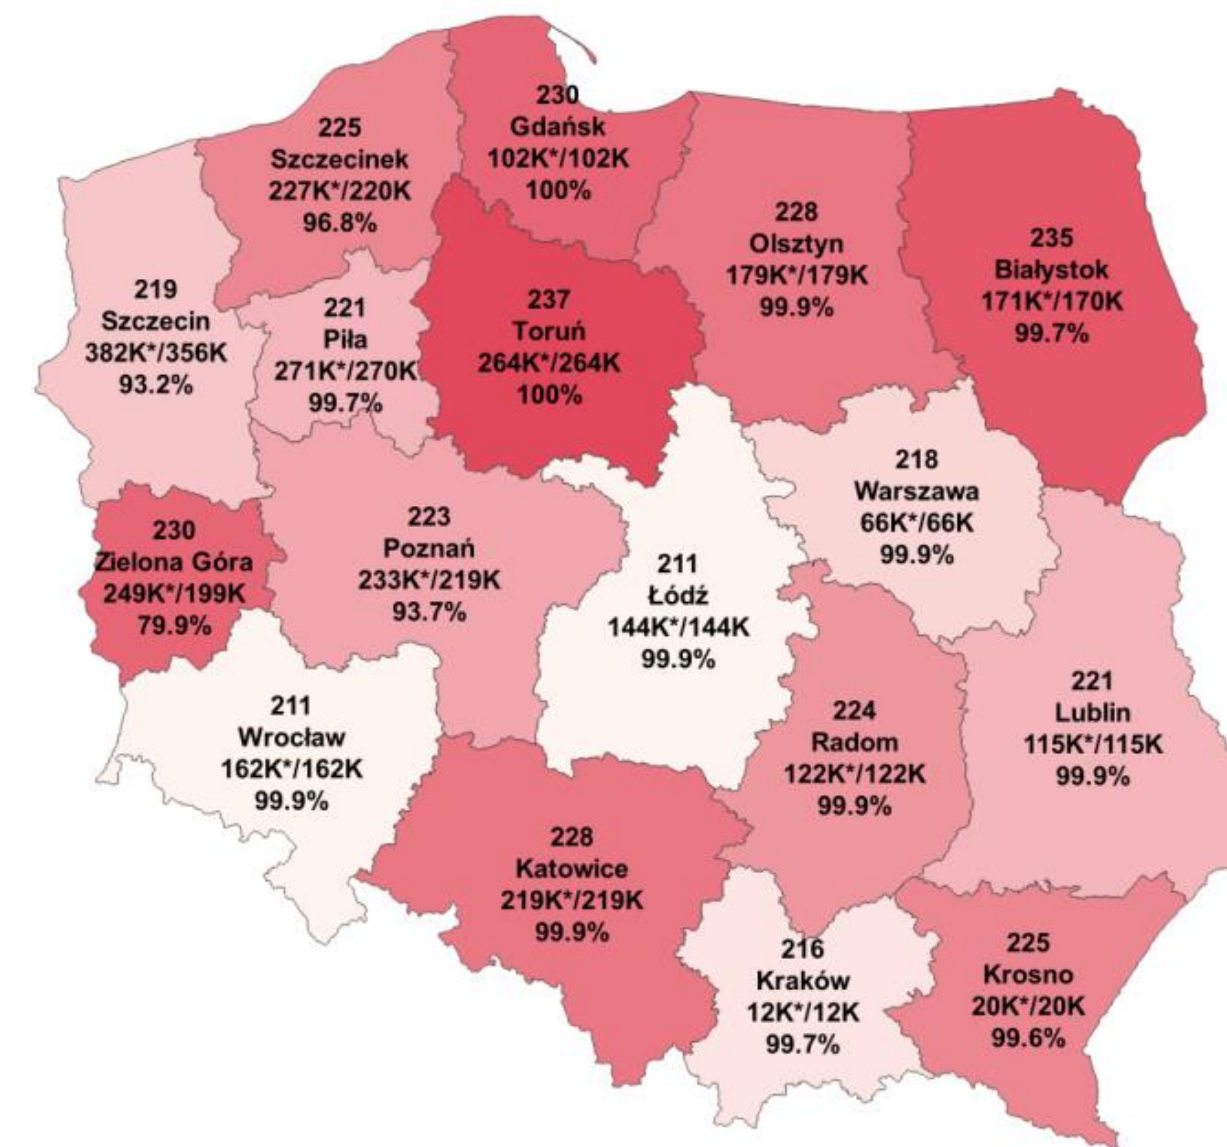 230
Gdańsk
102K*/102K
100%
225
Szczecinek
227K*/220K
96.8%
228
Olsztyn
179K*/179K
99.9%
235
Białystok
171K*/170K
99.7%
219
Szczecin
382K*/356K
93.2%
221
Piła
271K*/270K
99.7%
237
Toruń
264K*/264K
100%
218
Warszawa
66K*/66K
99.9%
230
Zielona Góra
249K*/199K
79.9%
223
Poznań
233K*/219K
93.7%
211
Łódź
144K*/144K
99.9%
221
Lublin
115K*/115K
99.9%
211
Wrocław
162K*/162K
99.9%
224
Radom
122K*/122K
99.9%
228
Katowice
219K*/219K
99.9%
216
Kraków
12K*/12K
99.7%
225
Krosno
20K*/20K
99.6%